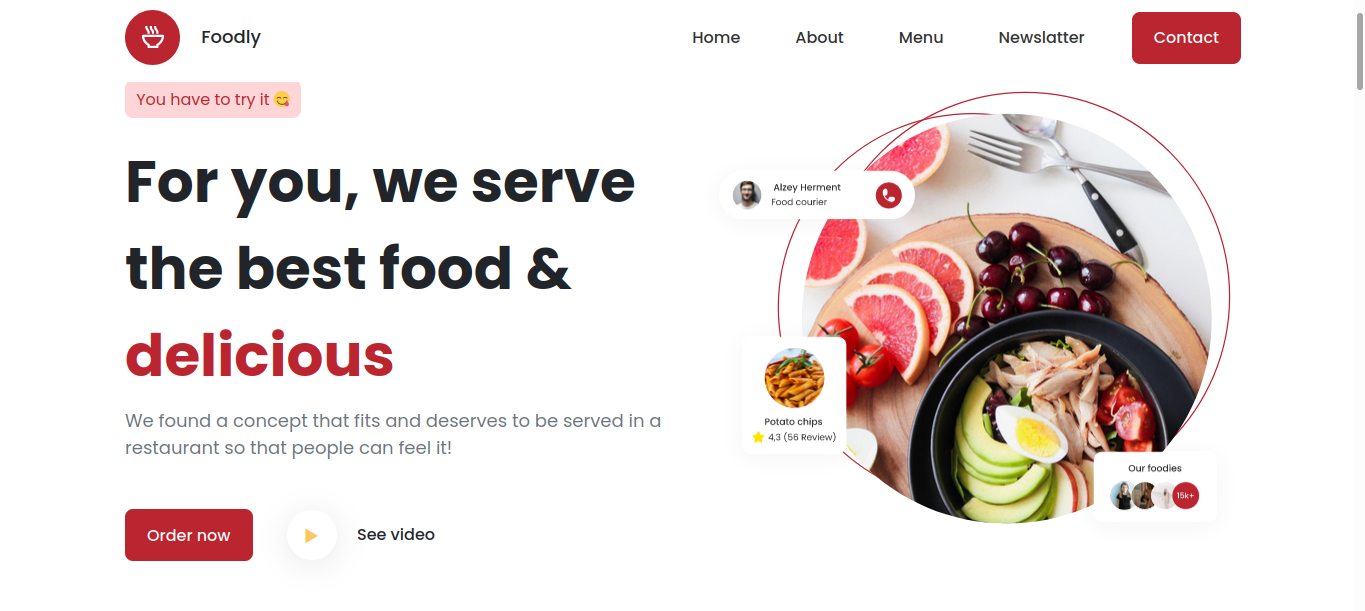 Foodly
Home
About
Menu
Newslatter
Contact
You have to try it 😋
For you, we serve
the best food &
delicious
We found a concept that fits and deserves to be served in a
restaurant so that people can feel it!
Order now
See video
Alzey Herment
Food courier
Potato chips
4,3 (56 Review)
Our foodies
15k+